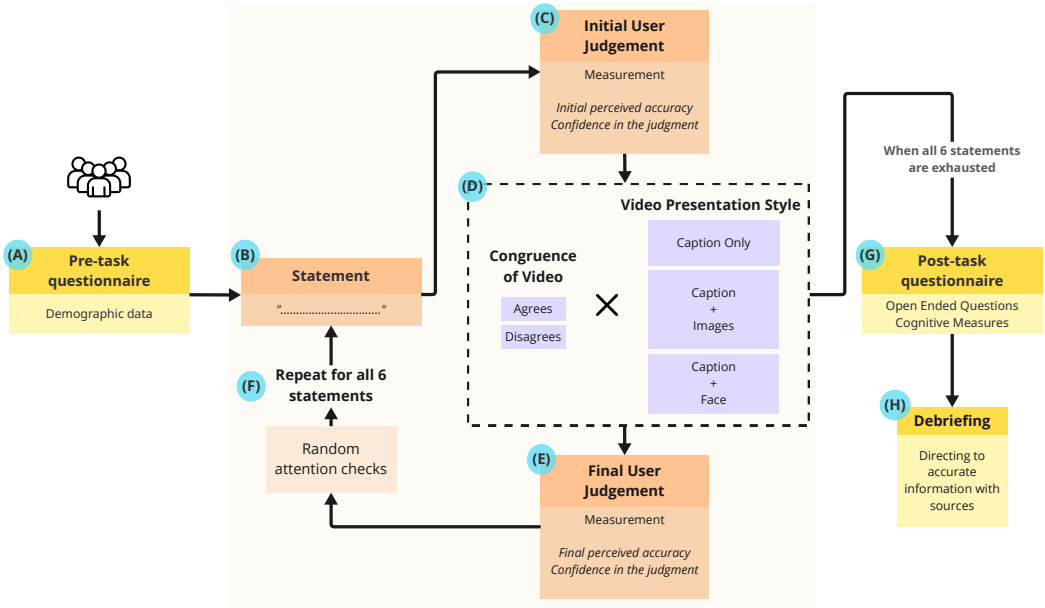 (A)
Pre-task
questionnaire
Demographic data
(B)
Statement
"................................"
(C)
Initial User
Judgement
Measurement
Initial perceived accuracy
Confidence in the judgment
(D)
Congruence
of Video
Agrees
Disagrees
Video Presentation Style
Caption Only
Caption
+
Images
Caption
+
Face
(E)
Final User
Judgement
Measurement
Final perceived accuracy
Confidence in the judgment
Random
attention checks
(F)
Repeat for all 6
statements
When all 6 statements
are exhausted
(G)
Post-task
questionnaire
Open Ended Questions
Cognitive Measures
(H)
Debriefing
Directing to
accurate
information with
sources